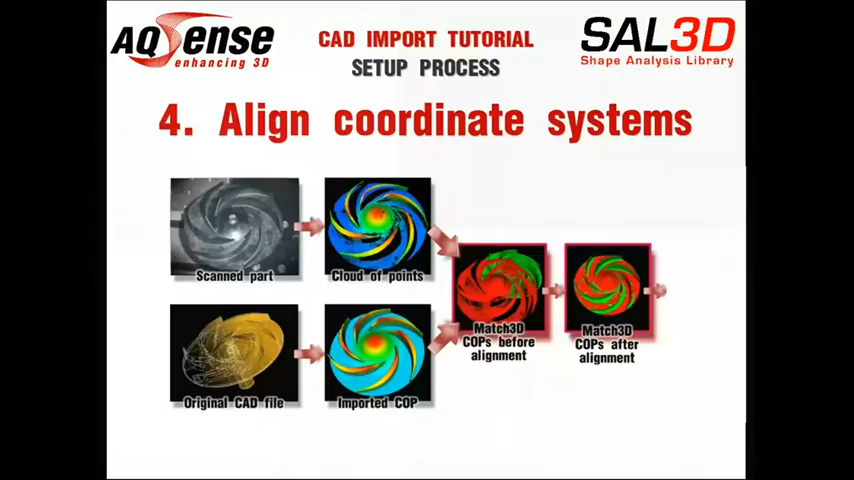 AQSense
enhancing 3D
CAD IMPORT TUTORIAL
SETUP PROCESS
SAL3D
Shape Analysis Library
4. Align coordinate systems
Scanned part
Cloud of points
Original CAD file
Imported COP
Match3D
COPs before
alignment
Match3D
COPs after
alignment